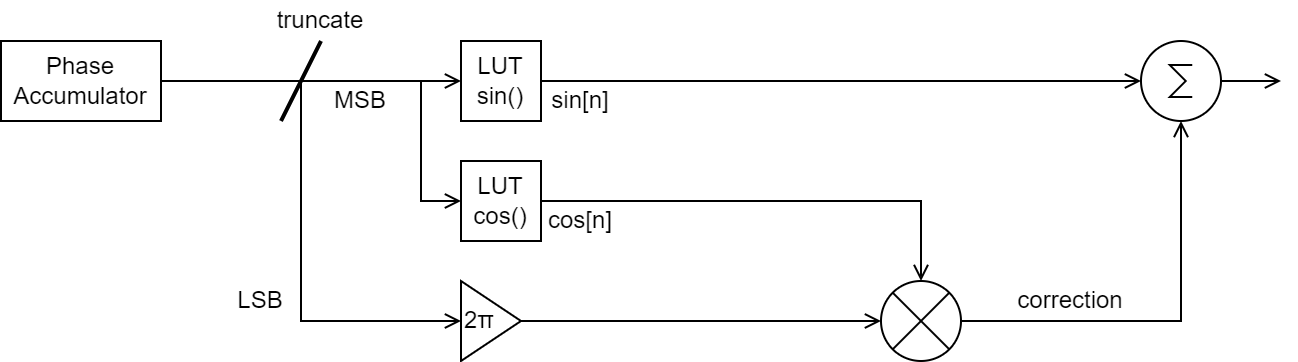 truncate
Phase
Accumulator
MSB
LUT
sin()
sin[n]
∑
LUT
cos()
cos[n]
LSB
2π
correction